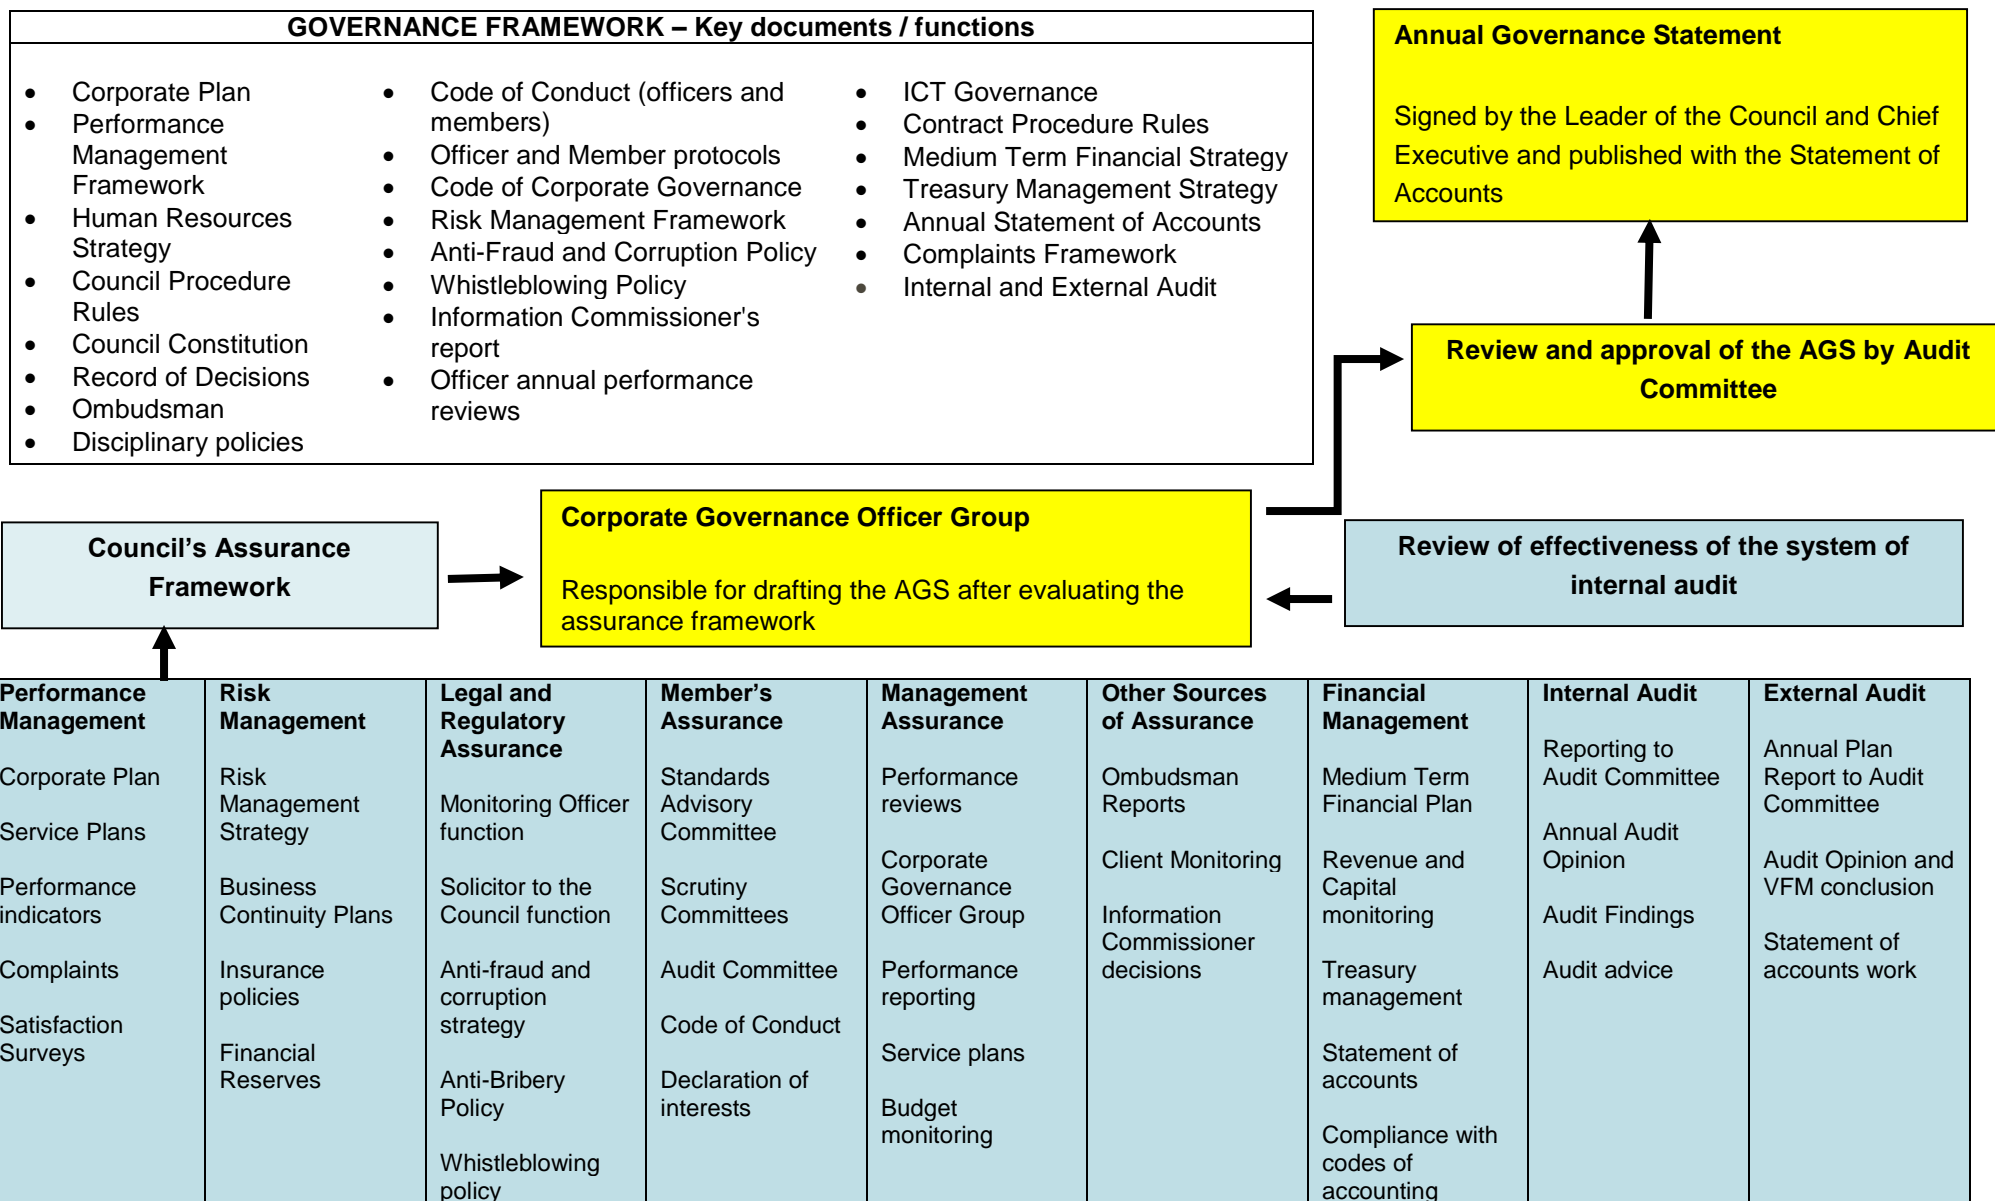 GOVERNANCE FRAMEWORK – Key documents / functions
• Corporate Plan
• Performance
Management
Framework
• Human Resources
Strategy
• Council Procedure
Rules
• Council Constitution
• Record of Decisions
• Ombudsman
• Disciplinary policies
• Code of Conduct (officers and
members)
• Officer and Member protocols
• Code of Corporate Governance
• Risk Management Framework
• Anti-Fraud and Corruption Policy
• Whistleblowing Policy
• Information Commissioner's
report
• Officer annual performance
reviews
• ICT Governance
• Contract Procedure Rules
• Medium Term Financial Strategy
• Treasury Management Strategy
• Annual Statement of Accounts
• Complaints Framework
• Internal and External Audit
Annual Governance Statement
Signed by the Leader of the Council and Chief
Executive and published with the Statement of
Accounts
Review and approval of the AGS by Audit
Committee
Council’s Assurance
Framework
Corporate Governance Officer Group
Responsible for drafting the AGS after evaluating the
assurance framework
Review of effectiveness of the system of
internal audit
Performance
Management
Corporate Plan
Service Plans
Performance
indicators
Complaints
Satisfaction
Surveys
Risk
Management
Risk
Management
Strategy
Business
Continuity Plans
Insurance
policies
Financial
Reserves
Legal and
Regulatory
Assurance
Monitoring Officer
function
Solicitor to the
Council function
Anti-fraud and
corruption
strategy
Anti-Bribery
Policy
Whistleblowing
policy
Member’s
Assurance
Standards
Advisory
Committee
Scrutiny
Committees
Audit Committee
Code of Conduct
Declaration of
interests
Management
Assurance
Performance
reviews
Corporate
Governance
Officer Group
Performance
reporting
Service plans
Budget
monitoring
Other Sources
of Assurance
Ombudsman
Reports
Client Monitoring
Information
Commissioner
decisions
Financial
Management
Medium Term
Financial Plan
Revenue and
Capital
monitoring
Treasury
management
Statement of
accounts
Compliance with
codes of
accounting
Internal Audit
Reporting to
Audit Committee
Annual Audit
Opinion
Audit Findings
Audit advice
External Audit
Annual Plan
Report to Audit
Committee
Audit Opinion and
VFM conclusion
Statement of
accounts work